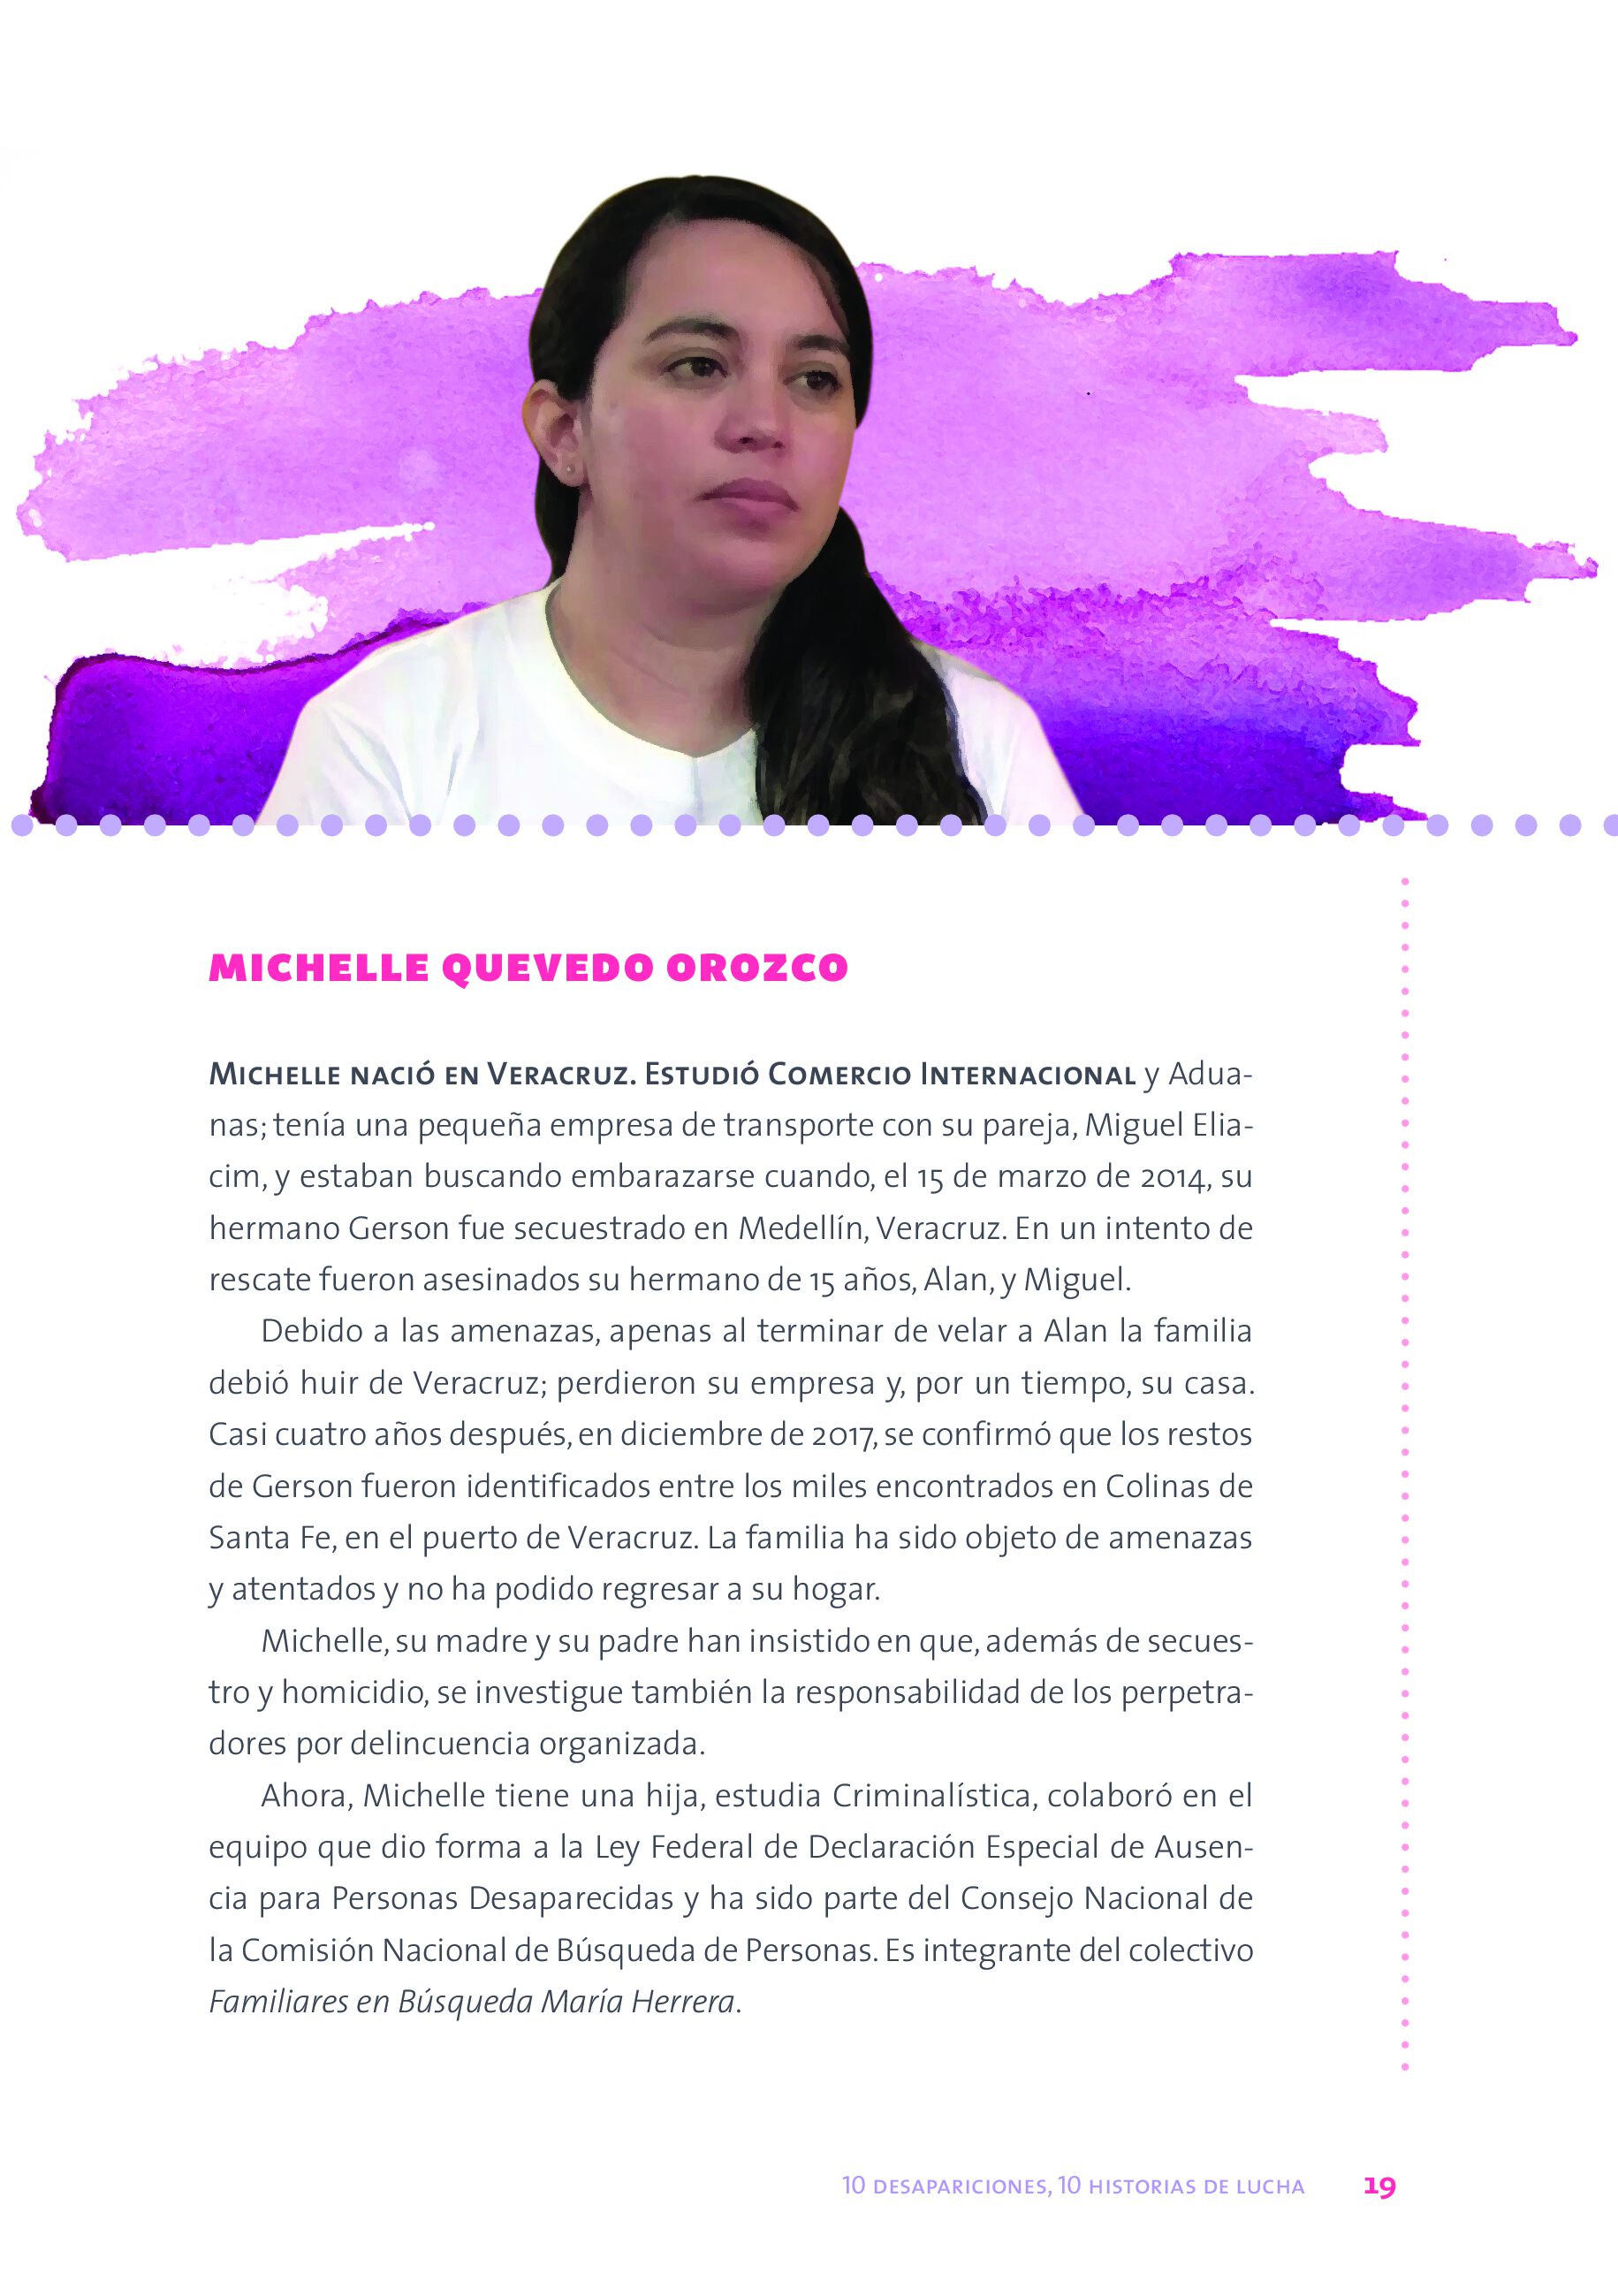 MICHELLE QUEVEDO OROZCO
Michelle nació en Veracruz. Estudió Comercio Internacional y Adua-
nas; tenía una pequeña empresa de transporte con su pareja, Miguel Elia-
cim, y estaban buscando embarazarse cuando, el 15 de marzo de 2014, su
hermano Gerson fue secuestrado en Medellín, Veracruz. En un intento de
rescate fueron asesinados su hermano de 15 años, Alan, y Miguel.
Debido a las amenazas, apenas al terminar de velar a Alan la familia
debió huir de Veracruz; perdieron su empresa y, por un tiempo, su casa.
Casi cuatro años después, en diciembre de 2017, se confirmó que los restos
de Gerson fueron identificados entre los miles encontrados en Colinas de
Santa Fe, en el puerto de Veracruz. La familia ha sido objeto de amenazas
y atentados y no ha podido regresar a su hogar.
Michelle, su madre y su padre han insistido en que, además de secues-
tro y homicidio, se investigue también la responsabilidad de los perpetra-
dores por delincuencia organizada.
Ahora, Michelle tiene una hija, estudia Criminalística, colaboró en el
equipo que dio forma a la Ley Federal de Declaración Especial de Ausen-
cia para Personas Desaparecidas y ha sido parte del Consejo Nacional de
la Comisión Nacional de Búsqueda de Personas. Es integrante del colectivo
Familiares en Búsqueda María Herrera.
10 DESAPARICIONES, 10 HISTORIAS DE LUCHA 19